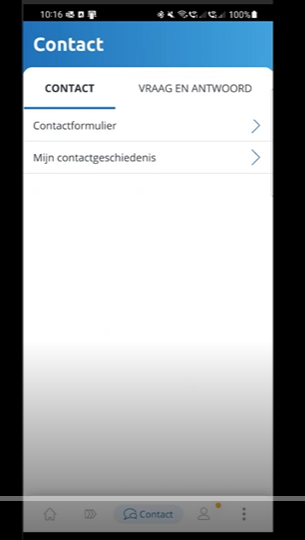 10:16
100%
Contact
CONTACT
VRAAG EN ANTWOORD
Contactformulier
Mijn contactgeschiedenis
Contact